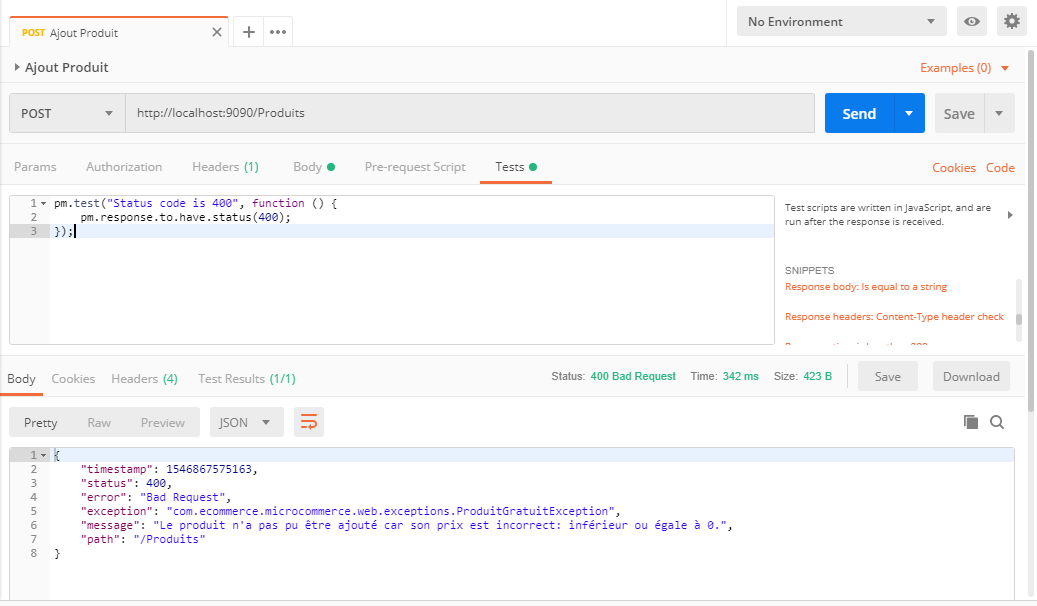 POST Ajout Produit
No Environment
Ajout Produit
Examples (0)
POST
http://localhost:9090/Produits
Send
Save
Params Authorization Headers (1) Body Pre-request Script Tests Cookies Code
1 pm.test("Status code is 400", function () {
2 pm.response.to.have.status(400);
3 });
Test scripts are written in JavaScript, and are
run after the response is received.
SNIPPETS
Response body: Is equal to a string
Response headers: Content-Type header check
Body Cookies Headers (4) Test Results (1/1) Status: 400 Bad Request Time: 342 ms Size: 423 B Save Download
Pretty Raw Preview JSON
1 {
2 "timestamp": 1546867575163,
3 "status": 400,
4 "error": "Bad Request",
5 "exception": "com.ecommerce.microcommerce.web.exceptions.ProduitGratuitException",
6 "message": "Le produit n'a pas pu être ajouté car son prix est incorrect: inférieur ou égale à 0.",
7 "path": "/Produits"
8 }